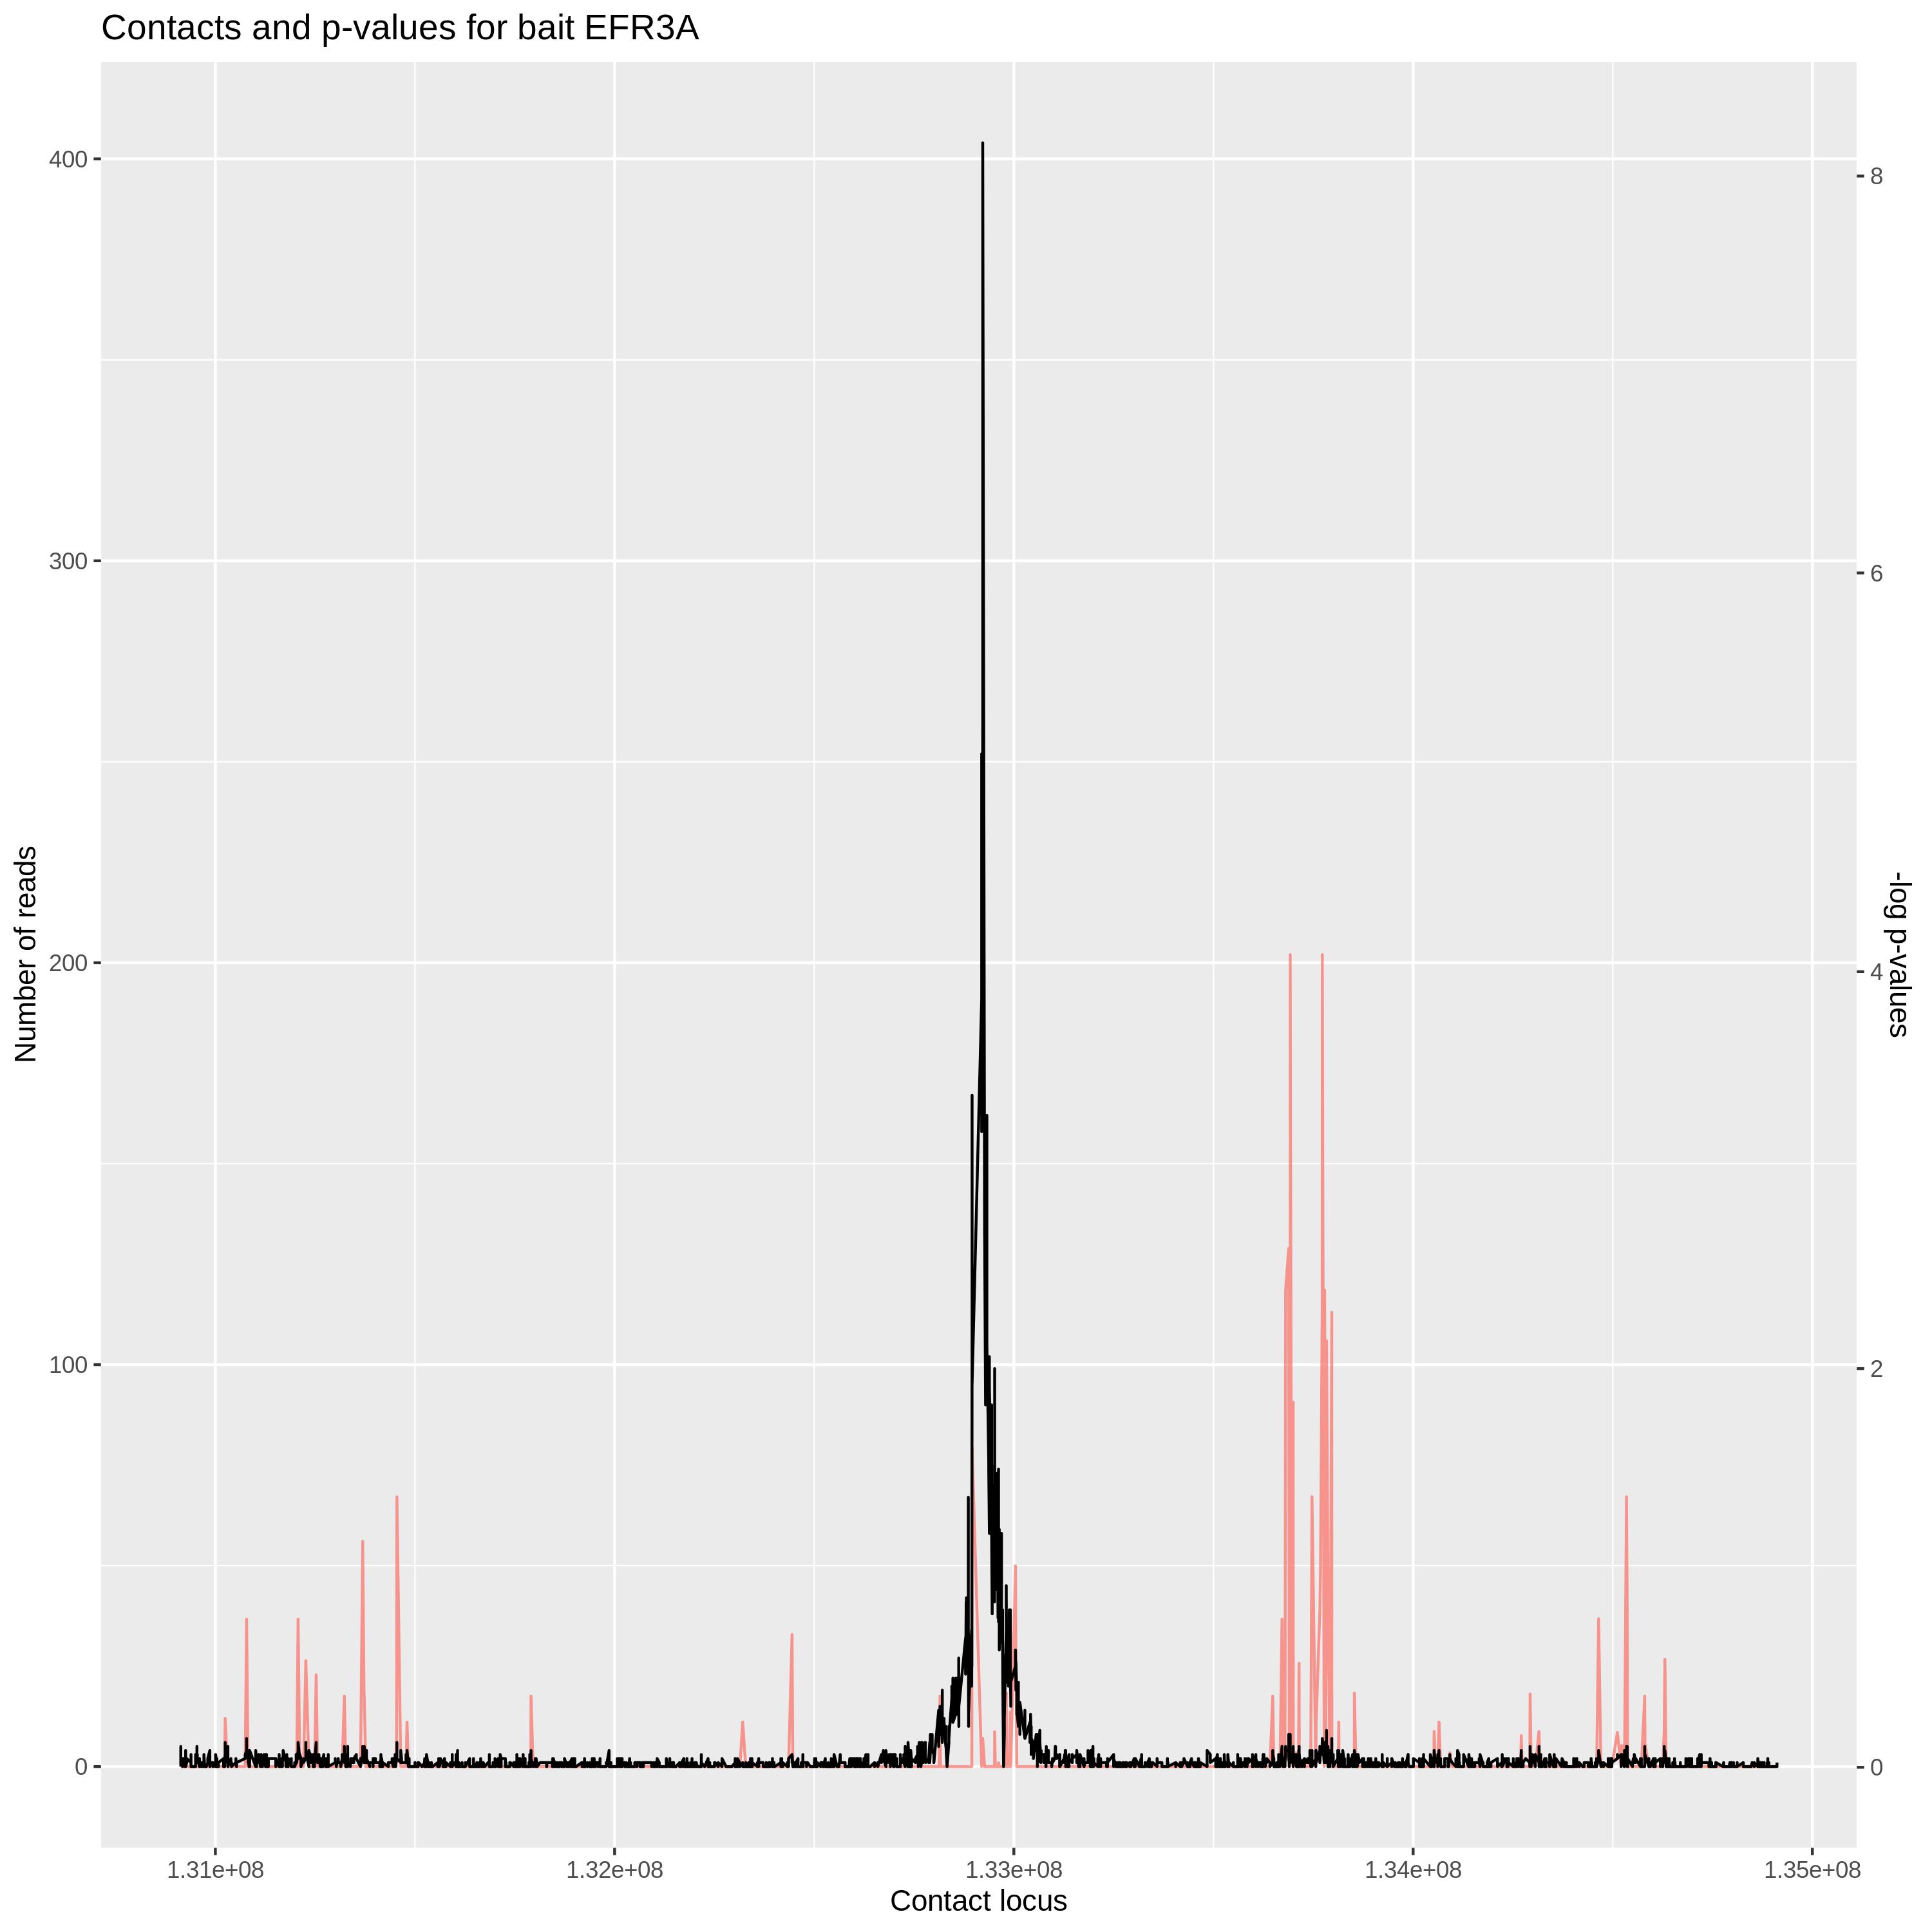 Contacts and p-values for bait EFR3A
400
300
200
100
0
Number of reads
8
6
4
2
0
-log p-values
1.31e+08 1.32e+08 1.33e+08 1.34e+08 1.35e+08
Contact locus